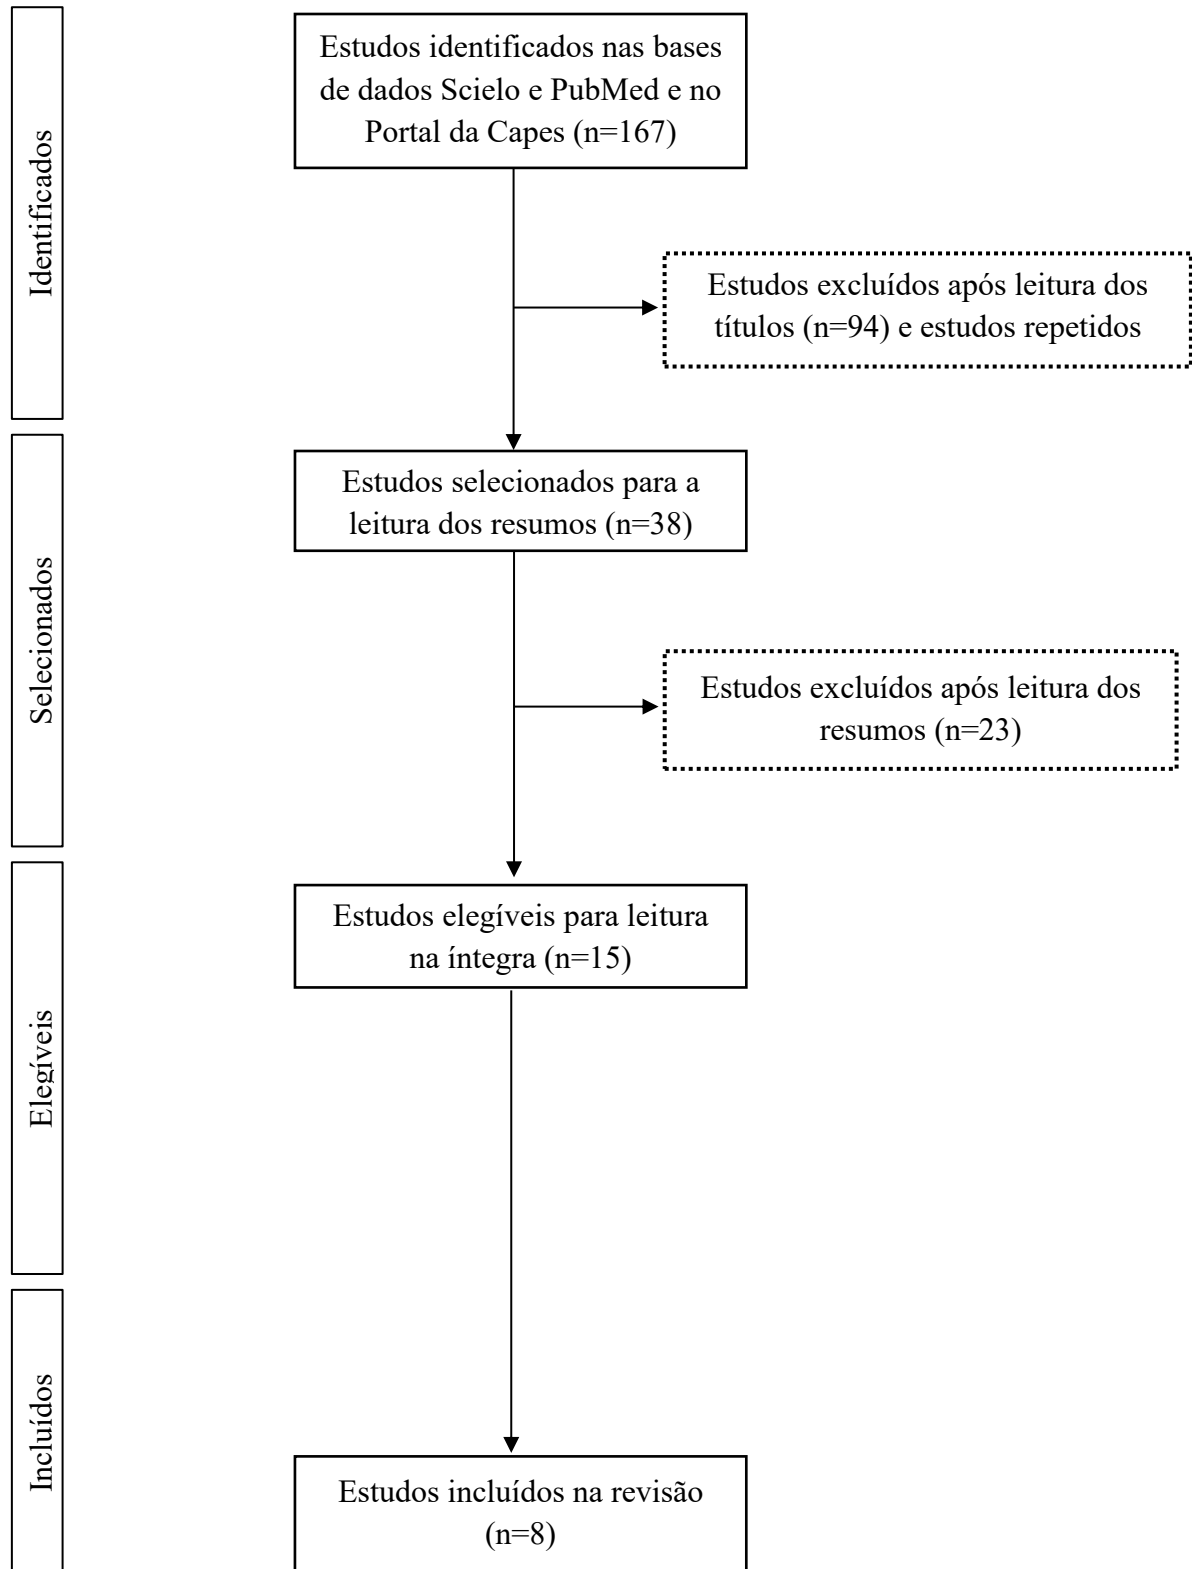 Identificados
Estudos identificados nas bases
de dados Scielo e PubMed e no
Portal da Capes (n=167)
Estudos excluídos após leitura dos
títulos (n=94) e estudos repetidos
Selecionados
Estudos selecionados para a
leitura dos resumos (n=38)
Estudos excluídos após leitura dos
resumos (n=23)
Elegíveis
Estudos elegíveis para leitura
na íntegra (n=15)
Incluídos
Estudos incluídos na revisão
(n=8)